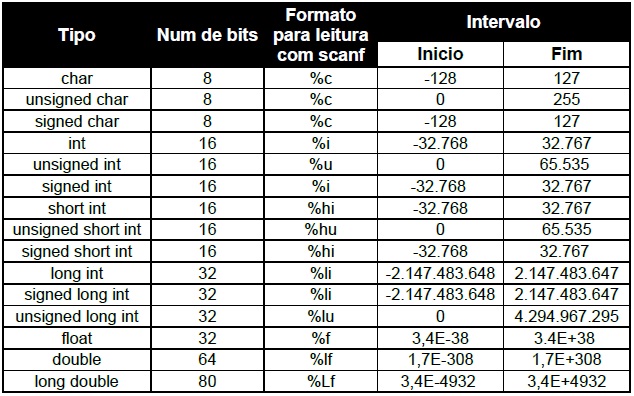 Tipo Num de bits Formato para leitura com scanf Intervalo
Inicio Fim
char 8 %c -128 127
unsigned char 8 %c 0 255
signed char 8 %c -128 127
int 16 %i -32.768 32.767
unsigned int 16 %u 0 65.535
signed int 16 %i -32.768 32.767
short int 16 %hi -32.768 32.767
unsigned short int 16 %hu 0 65.535
signed short int 16 %hi -32.768 32.767
long int 32 %li -2.147.483.648 2.147.483.647
signed long int 32 %li -2.147.483.648 2.147.483.647
unsigned long int 32 %lu 0 4.294.967.295
float 32 %f 3,4E-38 3.4E+38
double 64 %lf 1,7E-308 1,7E+308
long double 80 %Lf 3,4E-4932 3,4E+4932